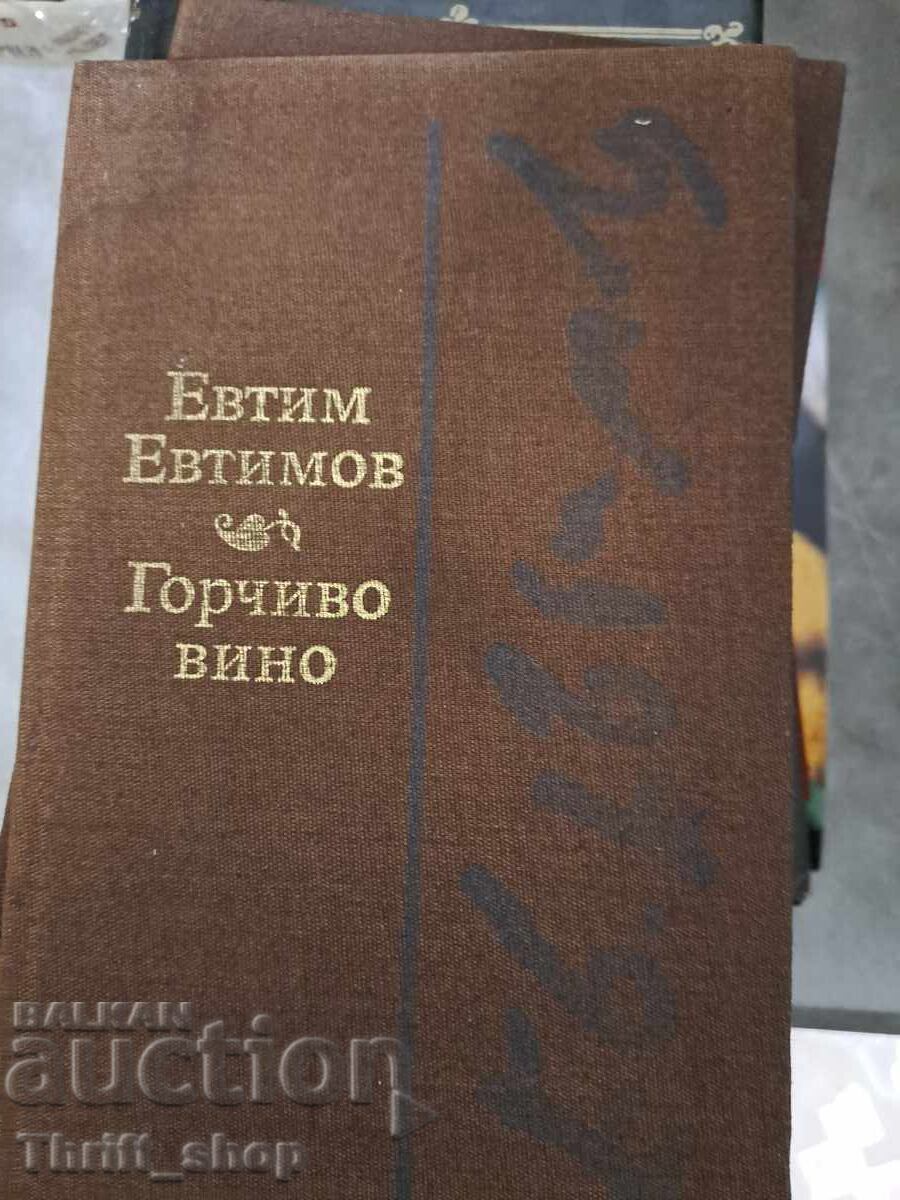 Евтим
Евтимов
Горчиво
вино
BALKAN
auction
Thrift_shop